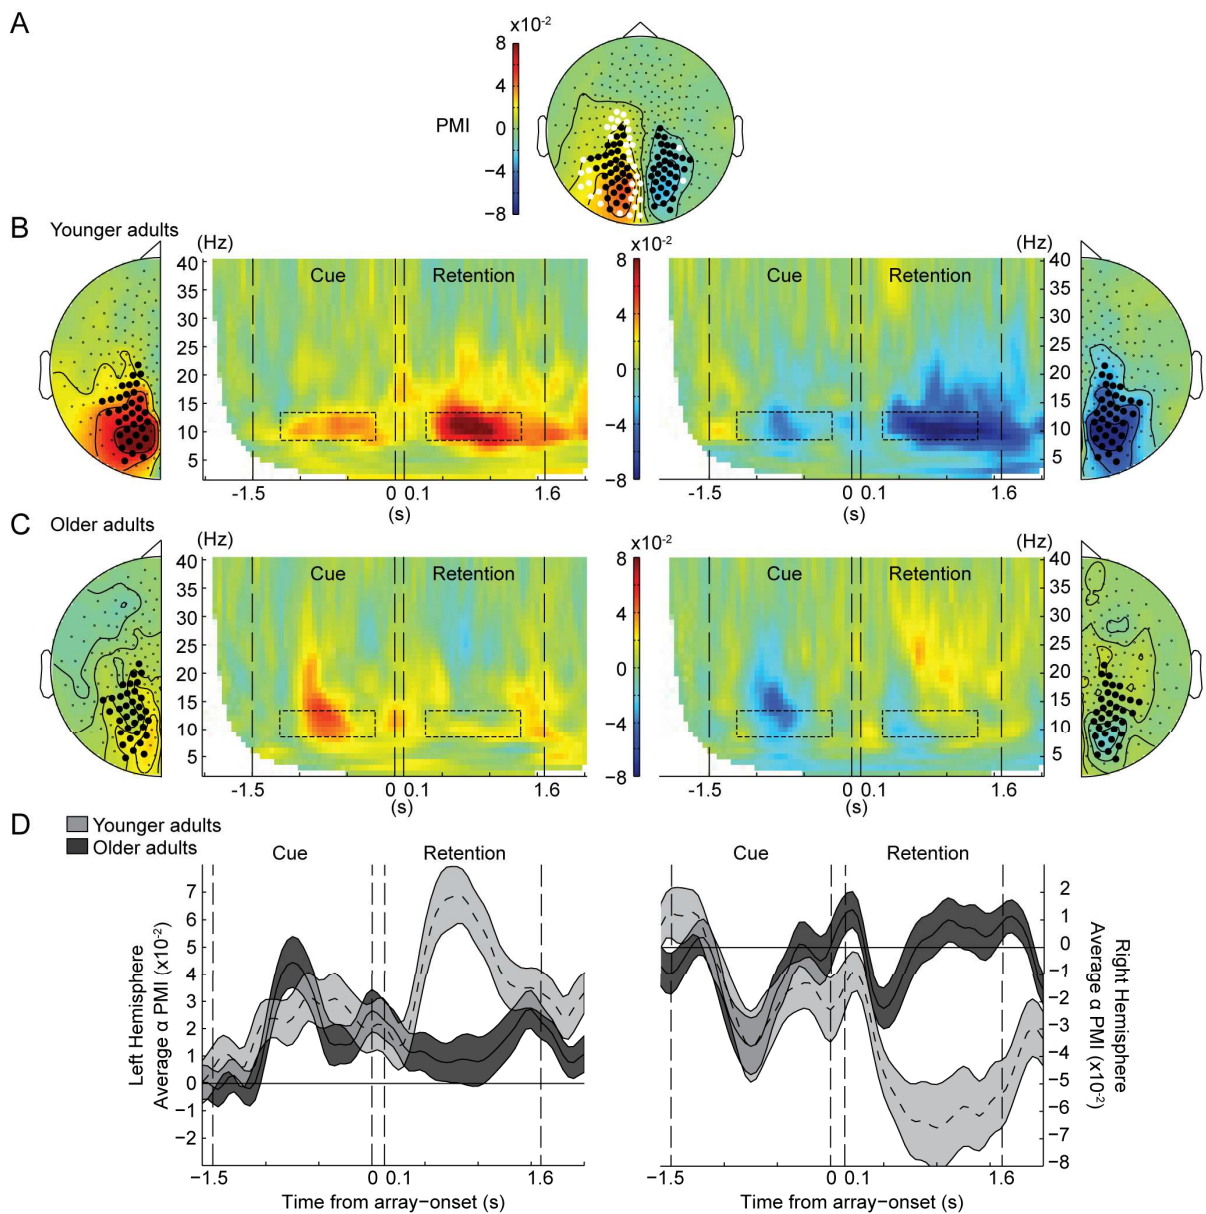 A
x10-2
8
4
PMI 0
−4
−8
B Younger adults
(Hz) x10-2 (Hz)
40 Cue Retention 8 Cue Retention 40
35 35
30 4 30
25 25
20 0 20
15 15
10 −4 10
5 5
−8
-1.5 0 0.1 1.6 -1.5 0 0.1 1.6
(s) (s)
C Older adults
(Hz) x10-2 (Hz)
40 Cue Retention 8 Cue Retention 40
35 35
30 4 30
25 25
20 0 20
15 15
10 −4 10
5 5
−8
-1.5 0 0.1 1.6 -1.5 0 0.1 1.6
(s) (s)
D Younger adults
Older adults
Cue Retention Cue Retention
Left Hemisphere
Average α PMI (x10-2)
7
6
5
4
3
2
1
0
−1
−2
−1.5 0 0.1 1.6
Time from array−onset (s)
2
1
0
−1
−2
−3
−4
−5
−6
−7
−8
Right Hemisphere
Average α PMI (x10-2)
−1.5 0 0.1 1.6
Time from array−onset (s)